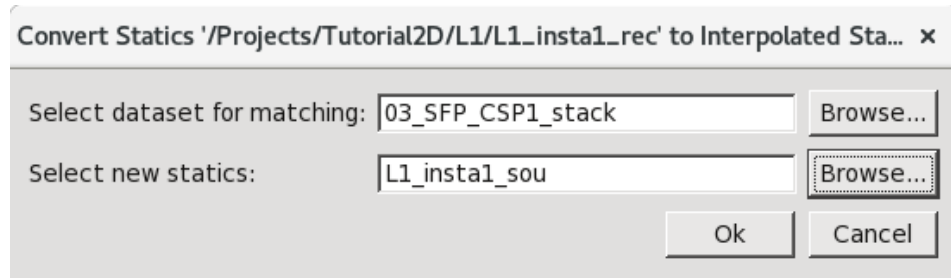 Convert Statics '/Projects/Tutorial2D/L1/L1_insta1_rec' to Interpolated Sta... ×
Select dataset for matching: 03_SFP_CSP1_stack Browse...
Select new statics: L1_insta1_sou Browse...
Ok Cancel